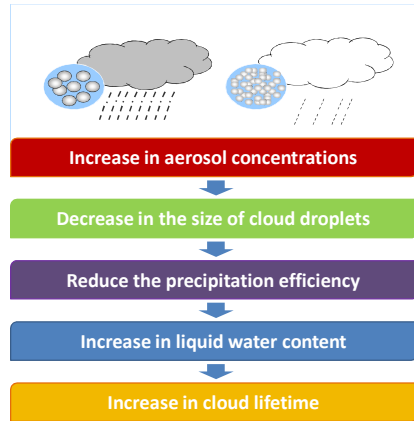 Increase in aerosol concentrations
Decrease in the size of cloud droplets
Reduce the precipitation efficiency
Increase in liquid water content
Increase in cloud lifetime